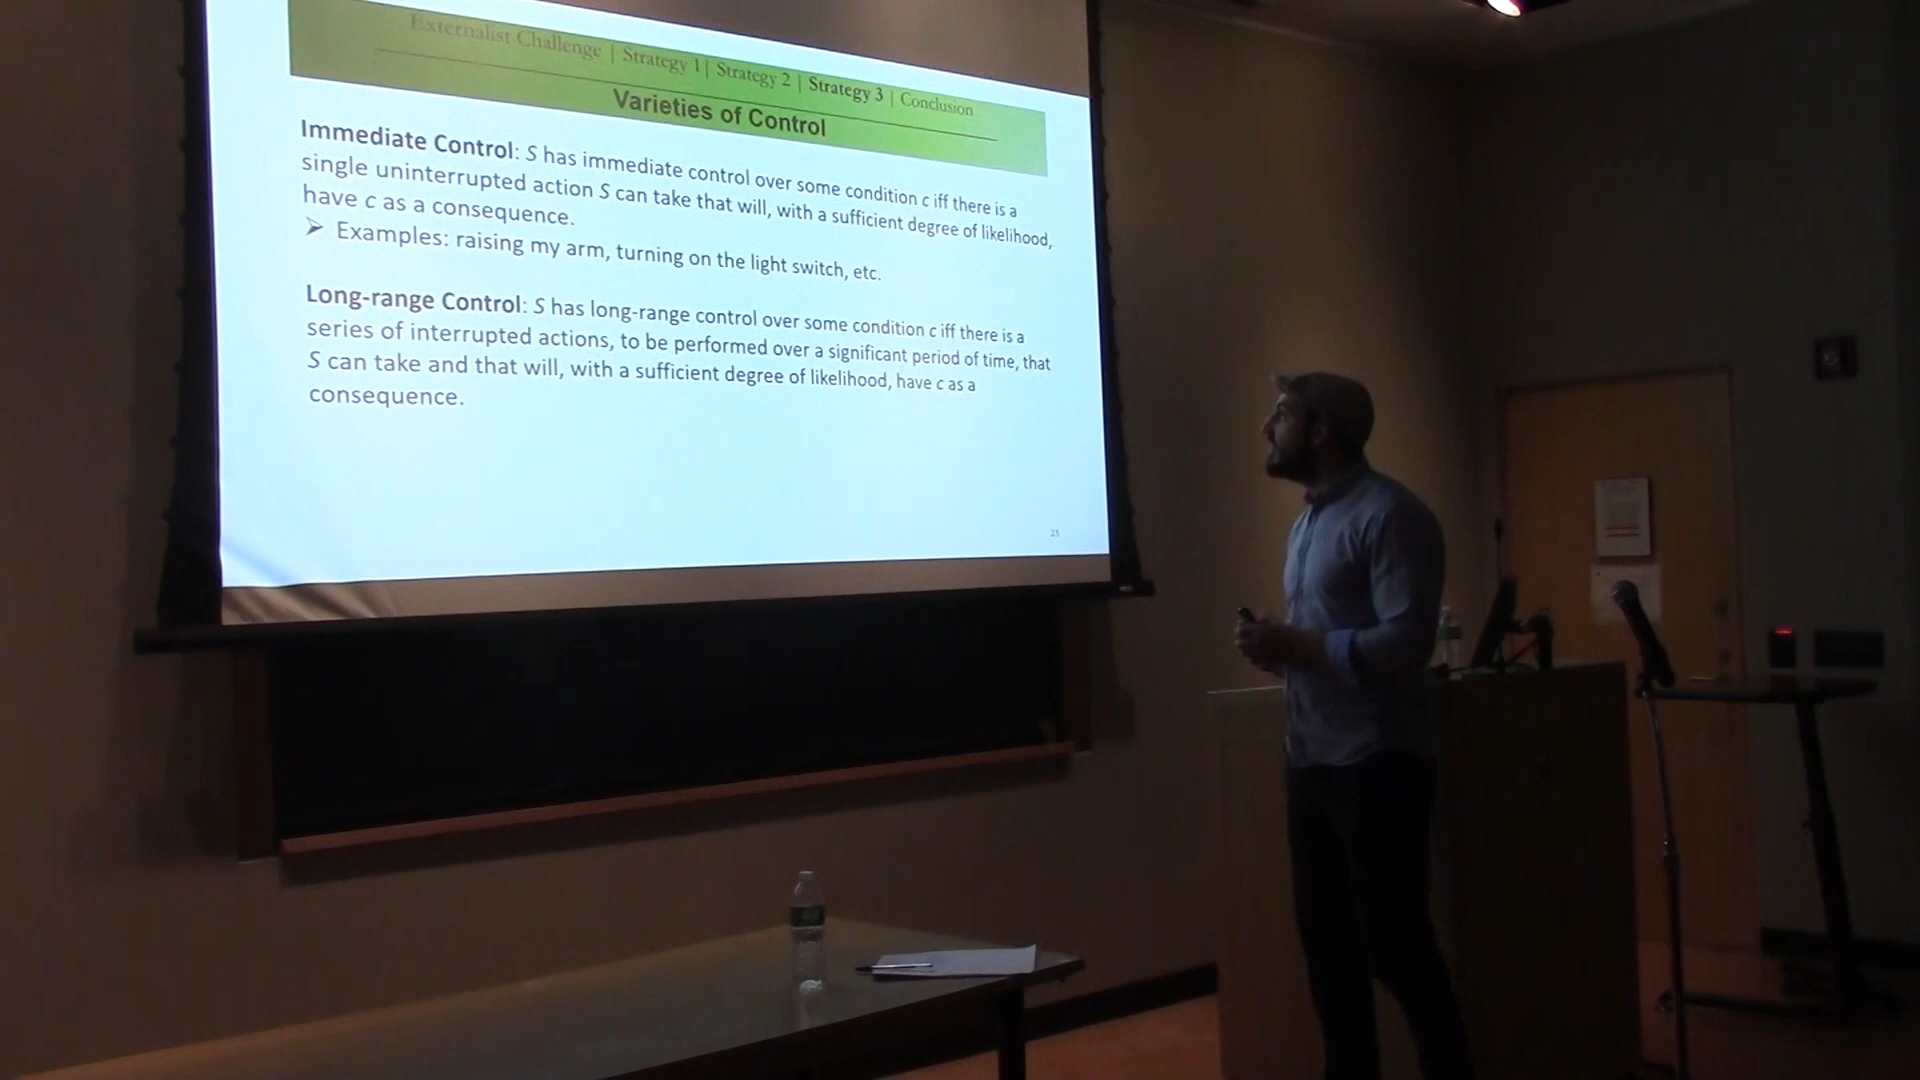 Externalist Challenge | Strategy 1 | Strategy 2 | Strategy 3 | Conclusion
Varieties of Control
Immediate Control: S has immediate control over some condition c iff there is a
single uninterrupted action S can take that will, with a sufficient degree of likelihood,
have c as a consequence.
➤ Examples: raising my arm, turning on the light switch, etc.
Long-range Control: S has long-range control over some condition c iff there is a
series of interrupted actions, to be performed over a significant period of time, that
S can take and that will, with a sufficient degree of likelihood, have c as a
consequence.